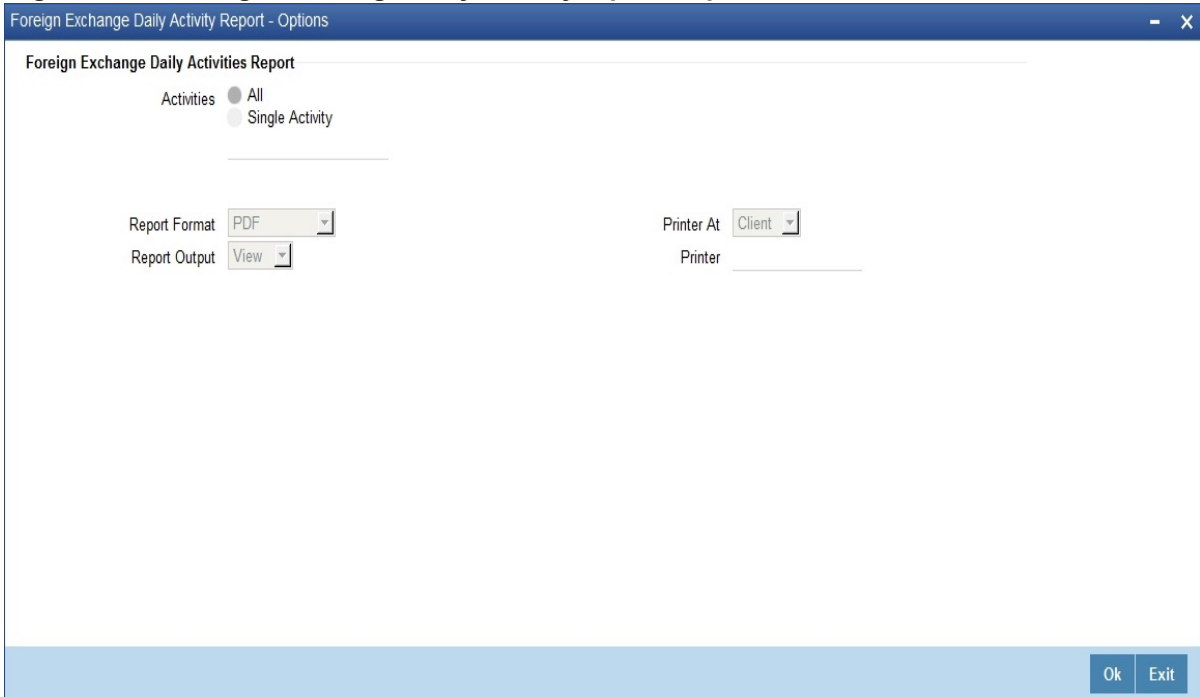 Foreign Exchange Daily Activity Report - Options
Foreign Exchange Daily Activities Report
Activities All
Single Activity
Report Format PDF Printer At Client
Report Output View Printer
Ok Exit